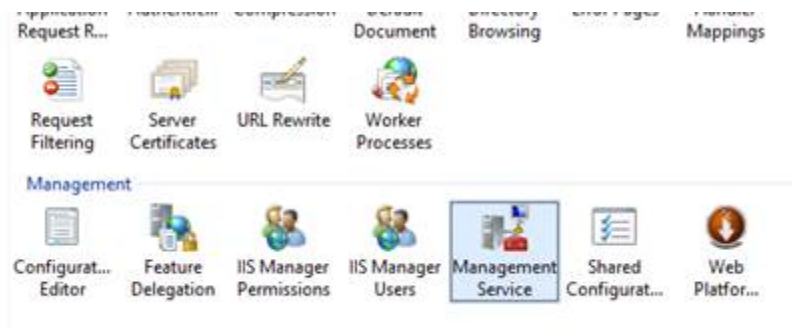 Request R...
Document
Browsing
Mappings
Request
Filtering
Server
Certificates
URL Rewrite
Worker
Processes
Management
Configurat...
Editor
Feature
Delegation
IIS Manager
Permissions
IIS Manager
Users
Management
Service
Shared
Configurat...
Web
Platfor...